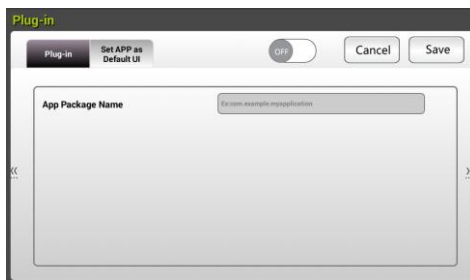 Plug-in
Plug-in
Set APP as
Default UI
OFF
Cancel
Save
App Package Name
Ex:com.example.myapplication
«
»